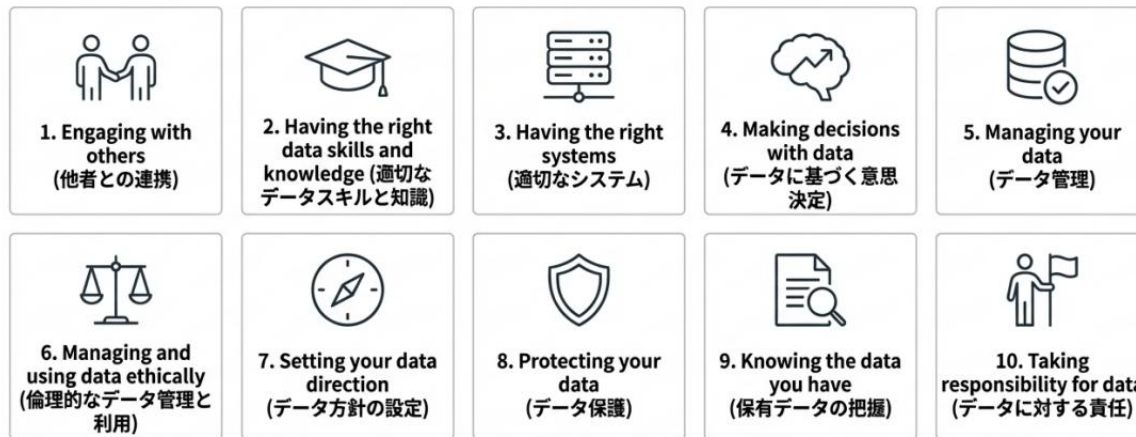 1. Engaging with
others
(他者との連携)
2. Having the right
data skills and
knowledge (適切な
データスキルと知識)
3. Having the right
systems
(適切なシステム)
4. Making decisions
with data
(データに基づく意思
決定)
5. Managing your
data
(データ管理)
6. Managing and
using data ethically
(倫理的なデータ管理と
利用)
7. Setting your data
direction
(データ方針の設定)
8. Protecting your
data
(データ保護)
9. Knowing the data
you have
(保有データの把握)
10. Taking
responsibility for data
(データに対する責任)